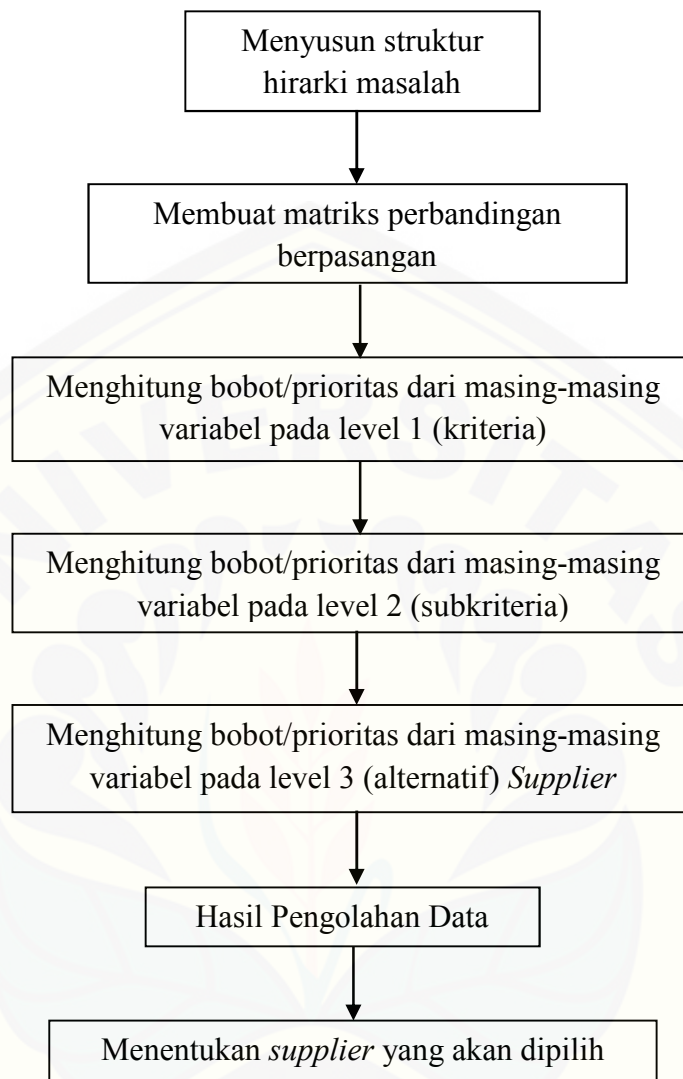 Menyusun struktur
hirarki masalah
Membuat matriks perbandingan
berpasangan
Menghitung bobot/prioritas dari masing-masing
variabel pada level 1 (kriteria)
Menghitung bobot/prioritas dari masing-masing
variabel pada level 2 (subkriteria)
Menghitung bobot/prioritas dari masing-masing
variabel pada level 3 (alternatif) Supplier
Hasil Pengolahan Data
Menentukan supplier yang akan dipilih
UNIVERSITAS